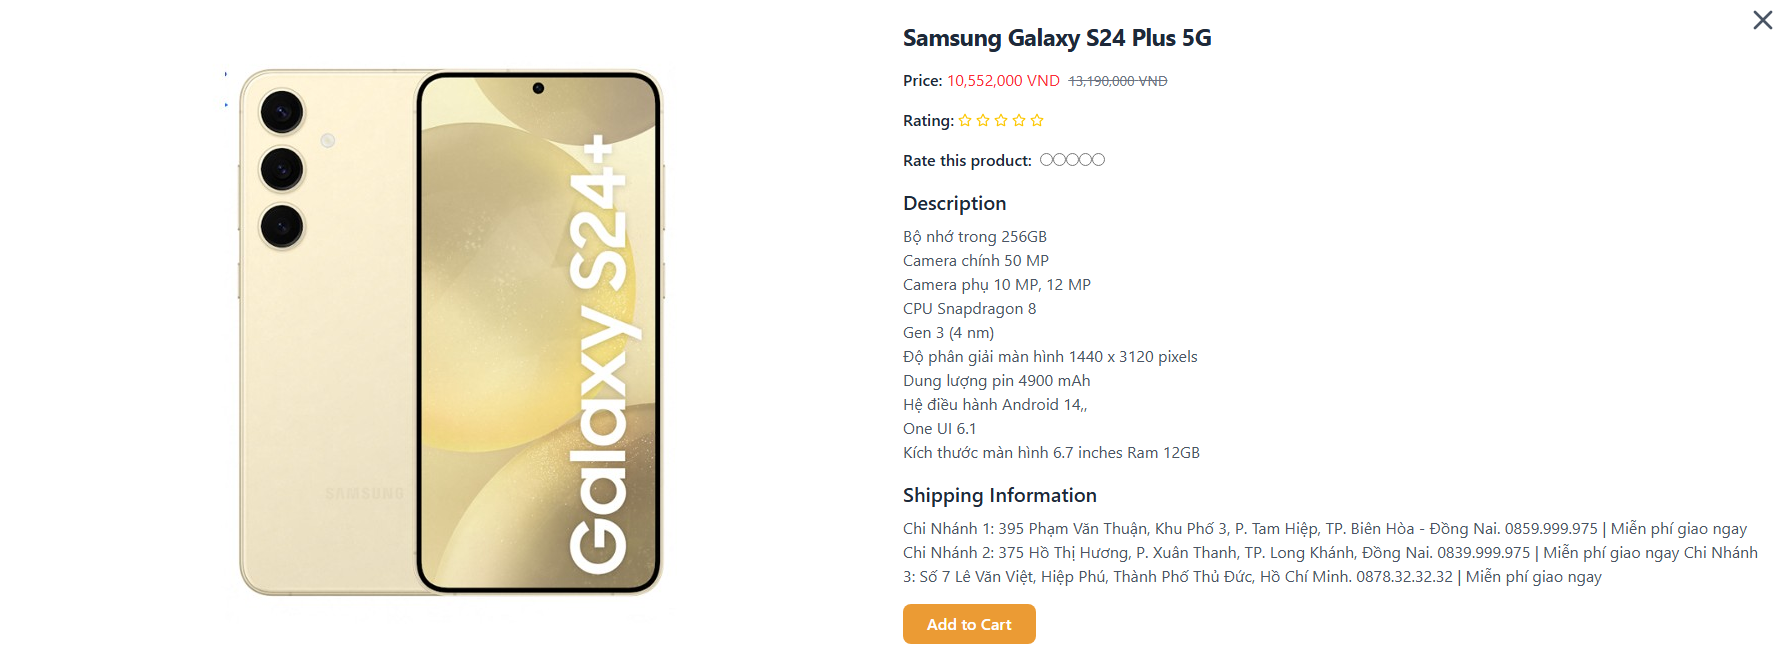 Samsung Galaxy S24 Plus 5G
Price: 10,552,000 VND 13,190,000 VND
Rating:
Rate this product:
Description
Bộ nhớ trong 256GB
Camera chính 50 MP
Camera phụ 10 MP, 12 MP
CPU Snapdragon 8
Gen 3 (4 nm)
Độ phân giải màn hình 1440 x 3120 pixels
Dung lượng pin 4900 mAh
Hệ điều hành Android 14,,
One UI 6.1
Kích thước màn hình 6.7 inches Ram 12GB
Shipping Information
Chi Nhánh 1: 395 Phạm Văn Thuận, Khu Phố 3, P. Tam Hiệp, TP. Biên Hòa - Đồng Nai. 0859.999.975 | Miễn phí giao ngay
Chi Nhánh 2: 375 Hồ Thị Hương, P. Xuân Thanh, TP. Long Khánh, Đồng Nai. 0839.999.975 | Miễn phí giao ngay Chi Nhánh
3: Số 7 Lê Văn Việt, Hiệp Phú, Thành Phố Thủ Đức, Hồ Chí Minh. 0878.32.32.32 | Miễn phí giao ngay
Add to Cart
SAMSUNG
Galaxy S24+